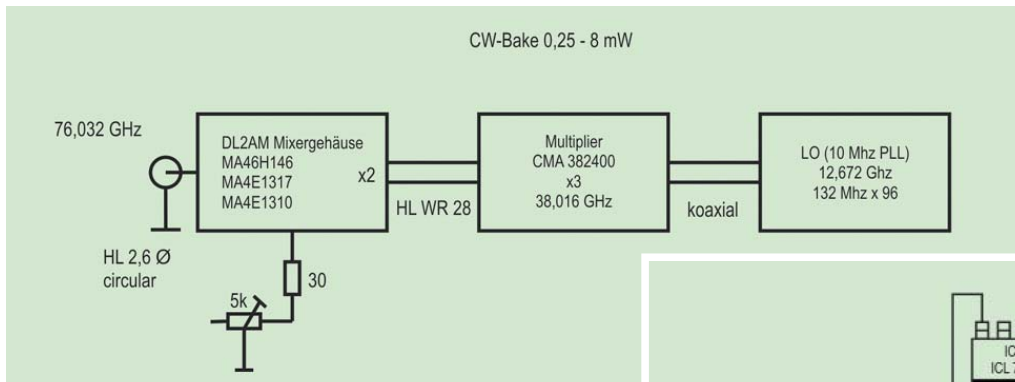 CW-Bake 0,25 - 8 mW
76,032 GHz
DL2AM Mixergehäuse
MA46H146
MA4E1317
MA4E1310
x2
HL WR 28
Multiplier
CMA 382400
x3
38,016 GHz
koaxial
LO (10 Mhz PLL)
12,672 Ghz
132 Mhz x 96
HL 2,6 Ø
circular
30
5k